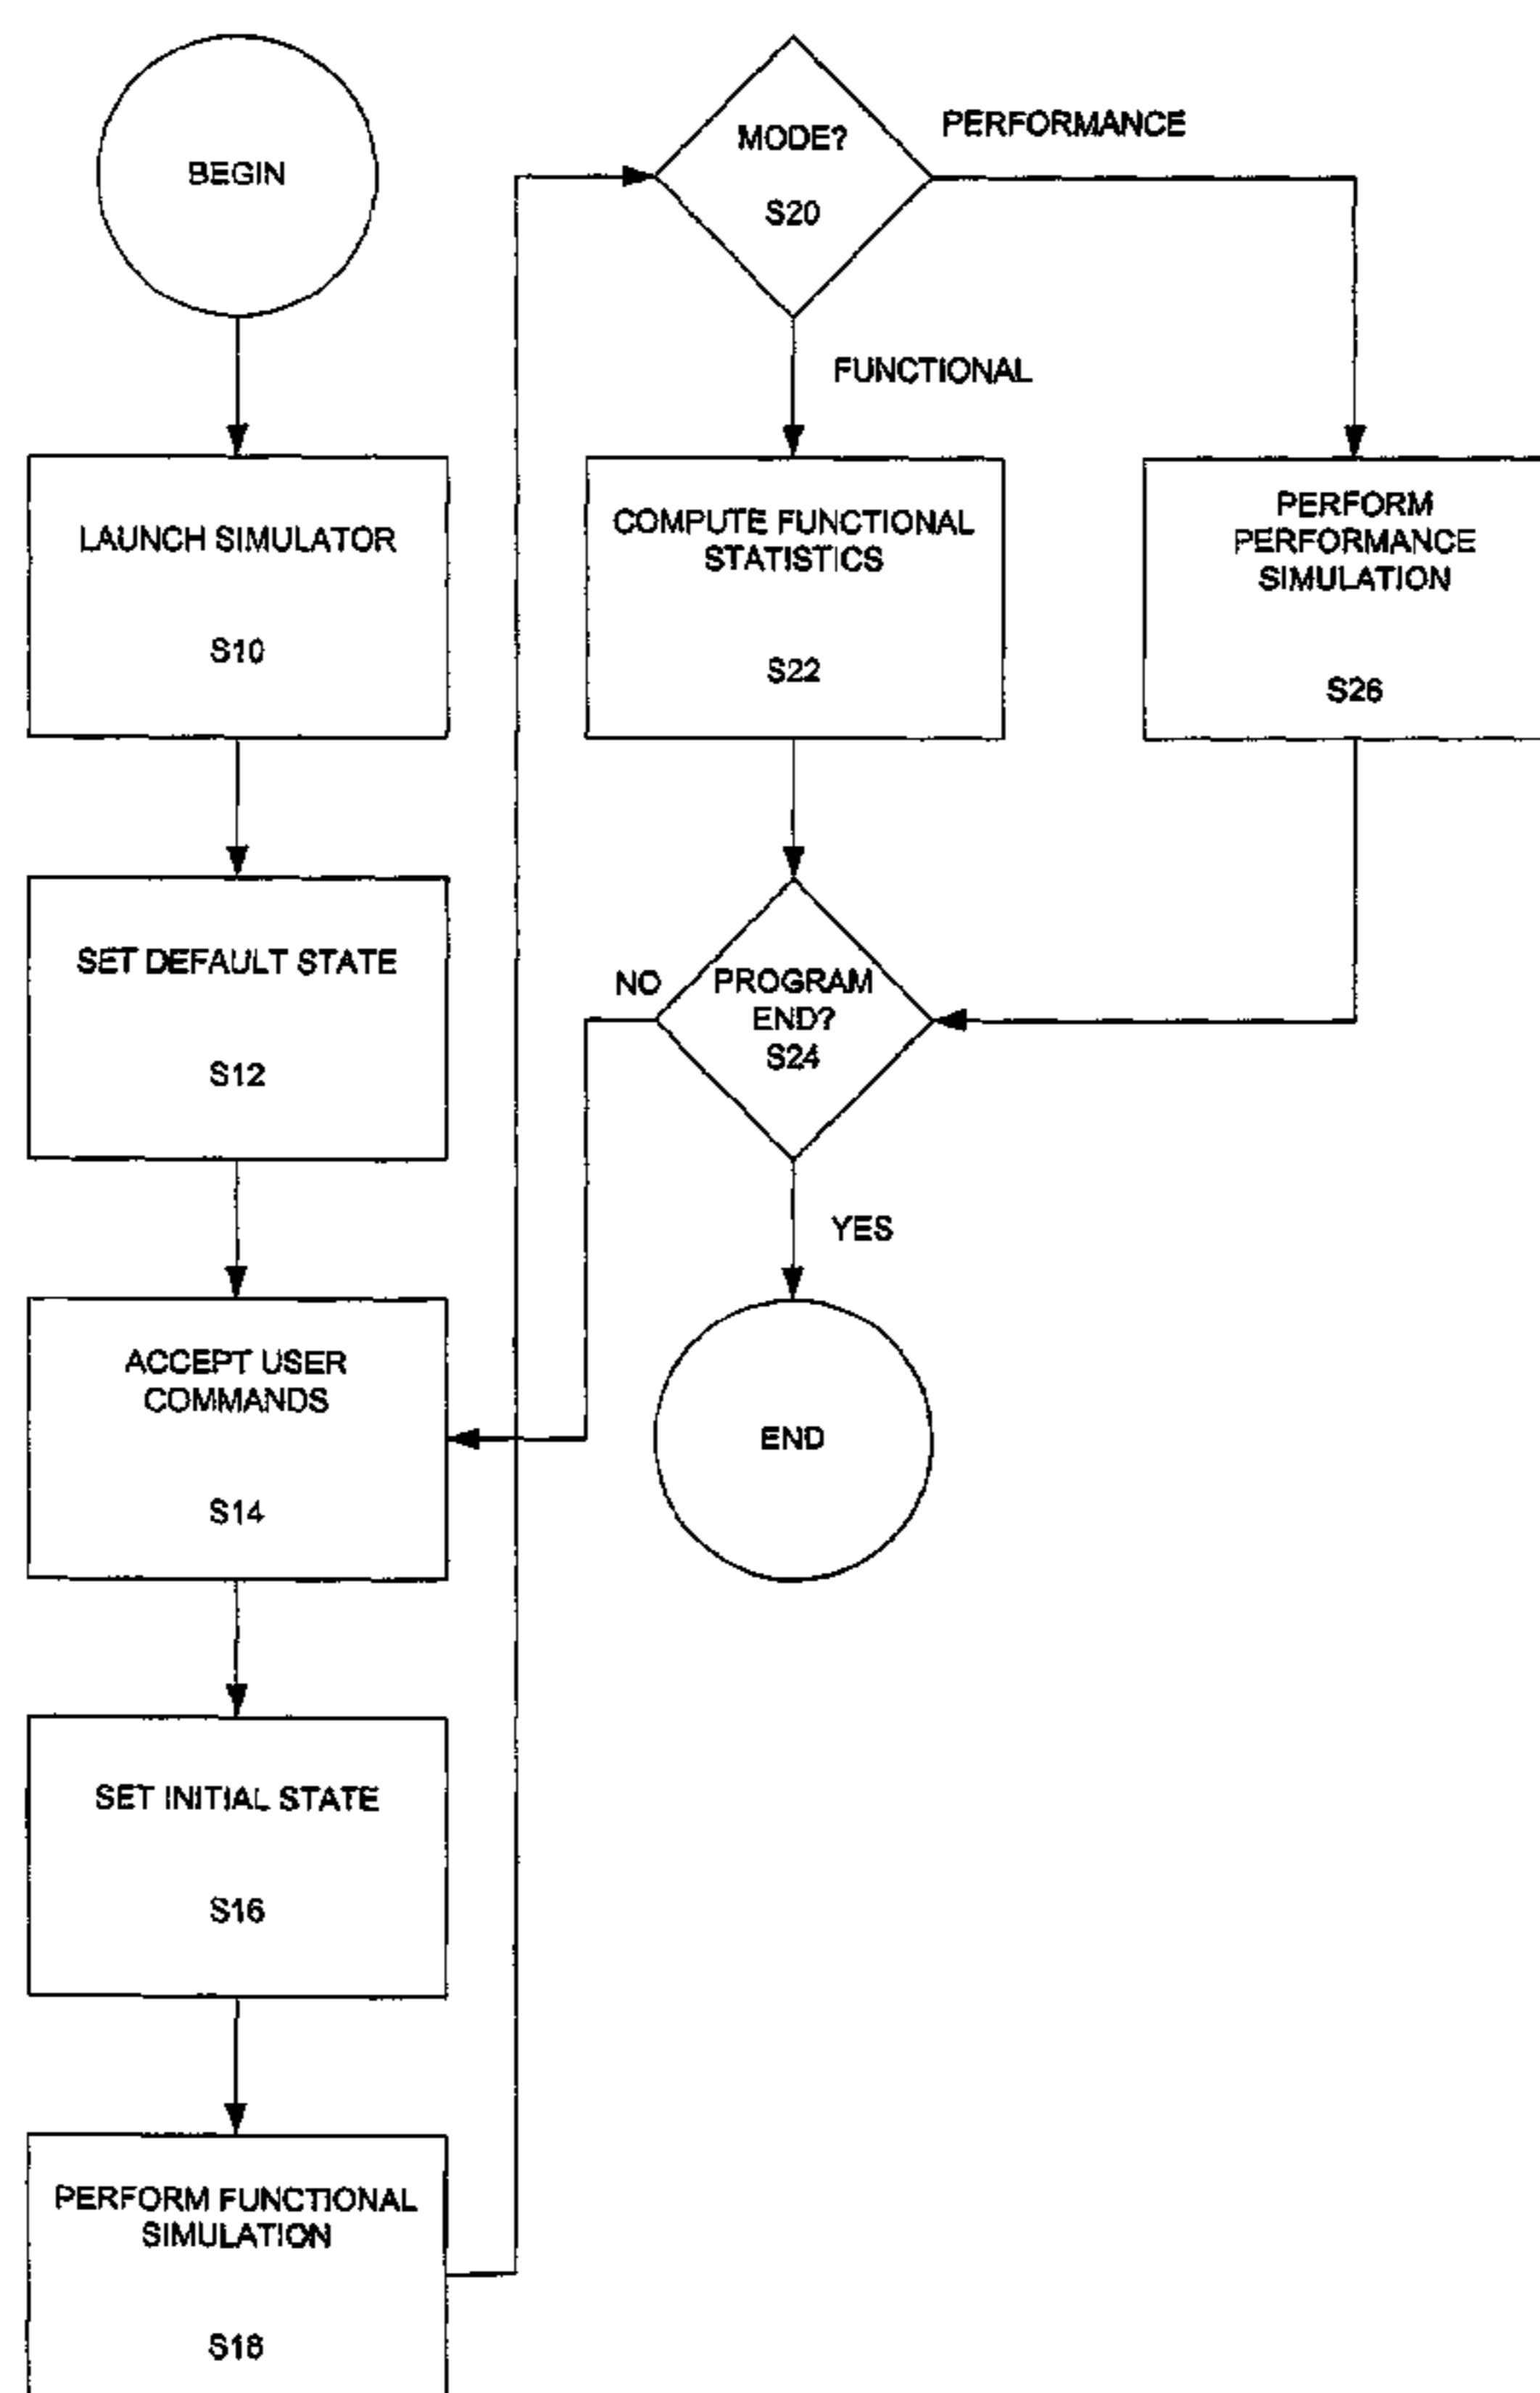 BEGIN
LAUNCH SIMULATOR
S10
SET DEFAULT STATE
S12
ACCEPT USER
COMMANDS
S14
SET INITIAL STATE
S16
PERFORM FUNCTIONAL
SIMULATION
S18
MODE?
S20
PERFORMANCE
FUNCTIONAL
COMPUTE FUNCTIONAL
STATISTICS
S22
PERFORM
PERFORMANCE
SIMULATION
S26
NO
PROGRAM
END?
S24
YES
END